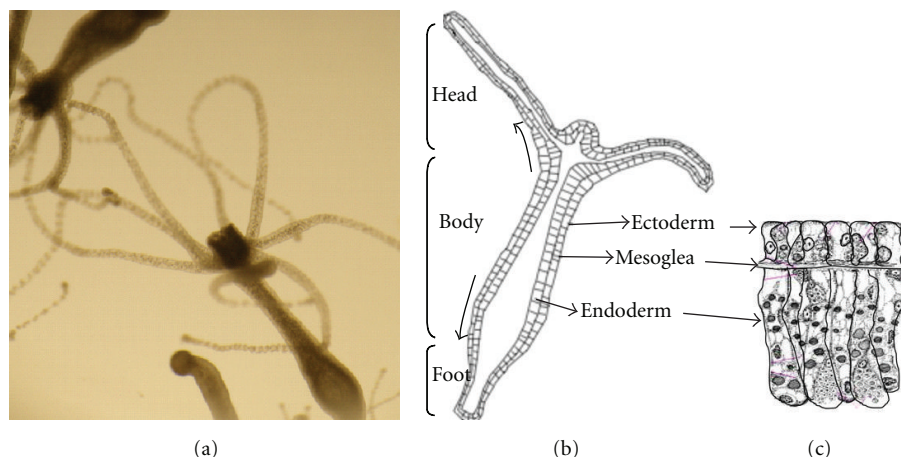 Head
Body
Foot
Ectoderm
Mesoglea
Endoderm
(a)
(b)
(c)